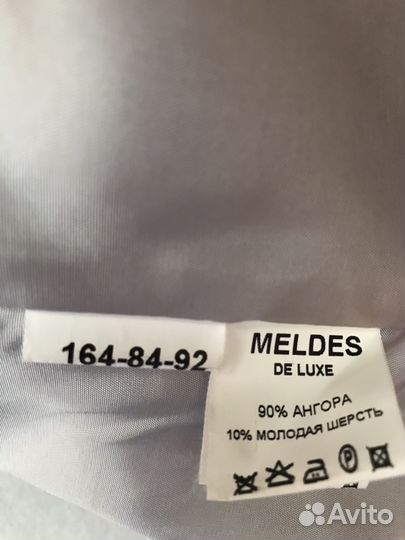 164-84-92
MELDES
DE LUXE
90% АНГОРА
10% МОЛОДАЯ ШЕРСТЬ
P
Avito